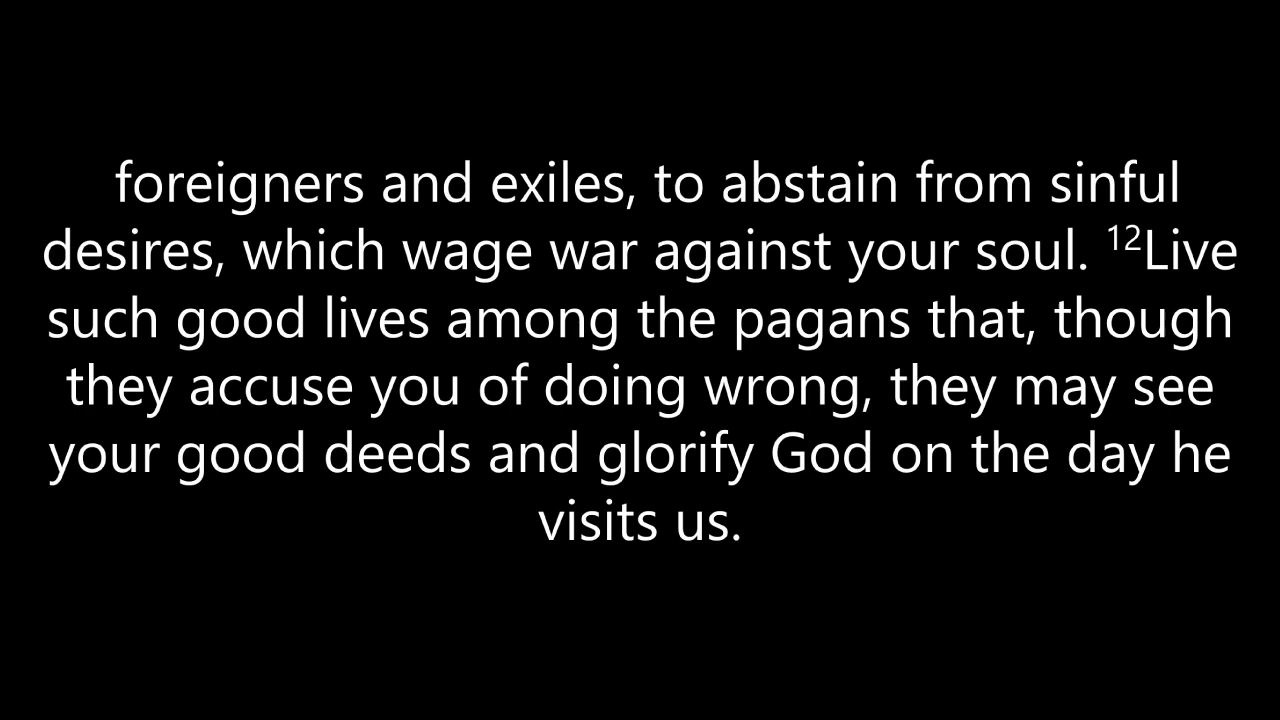 foreigners and exiles, to abstain from sinful
desires, which wage war against your soul. ¹²Live
such good lives among the pagans that, though
they accuse you of doing wrong, they may see
your good deeds and glorify God on the day he
visits us.